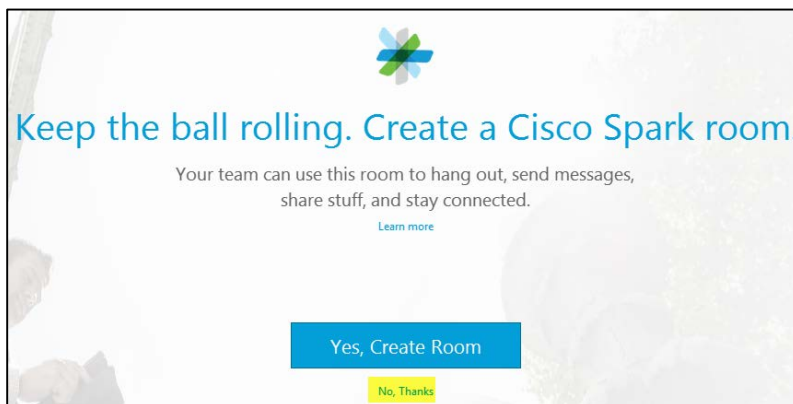 Keep the ball rolling. Create a Cisco Spark room
Your team can use this room to hang out, send messages,
share stuff, and stay connected.
Learn more
Yes, Create Room
No, Thanks